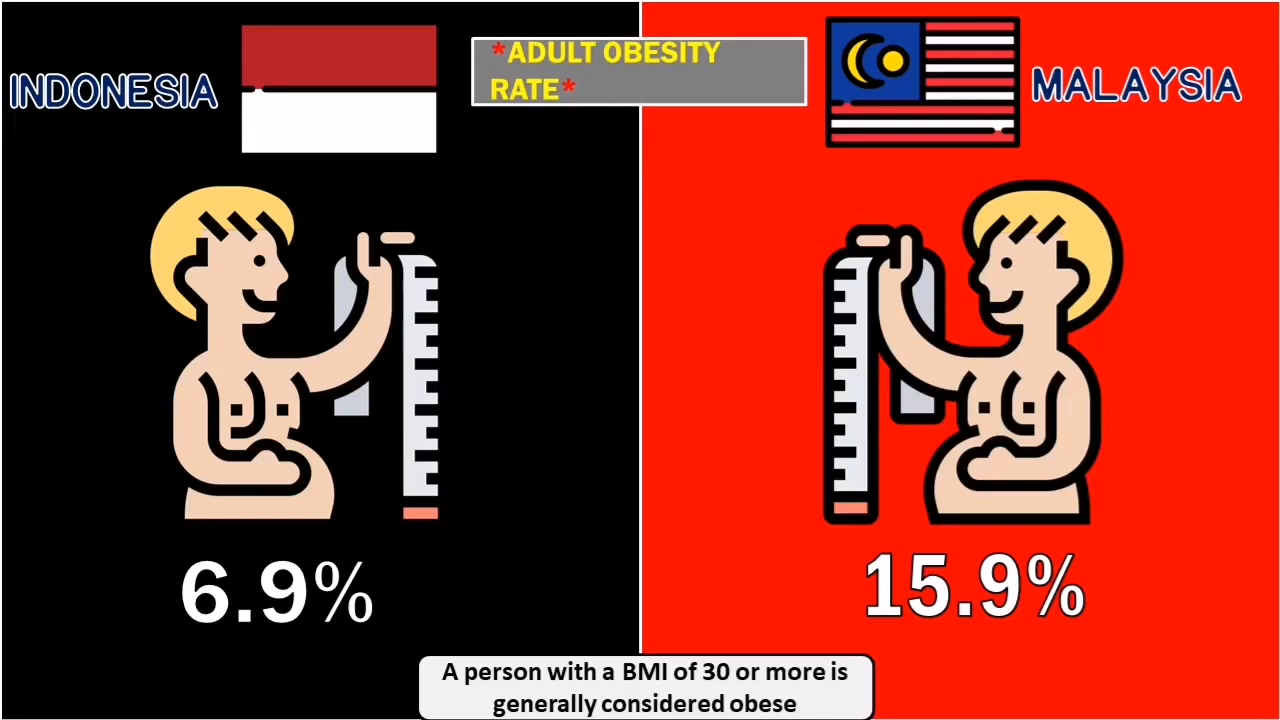 INDONESIA
*ADULT OBESITY
RATE*
MALAYSIA
6.9%
15.9%
A person with a BMI of 30 or more is
generally considered obese